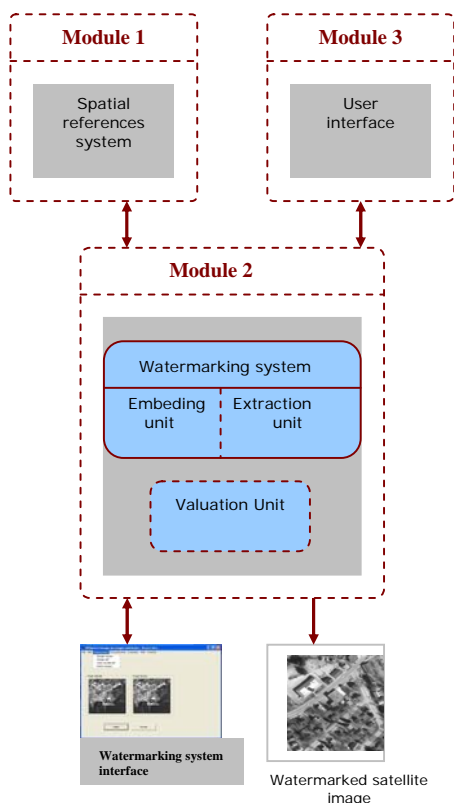 Module 1
Module 3
Spatial
references
system
User
interface
Module 2
Watermarking system
Embeding
unit
Extraction
unit
Valuation Unit
Watermarking system
interface
Watermarked satellite
image